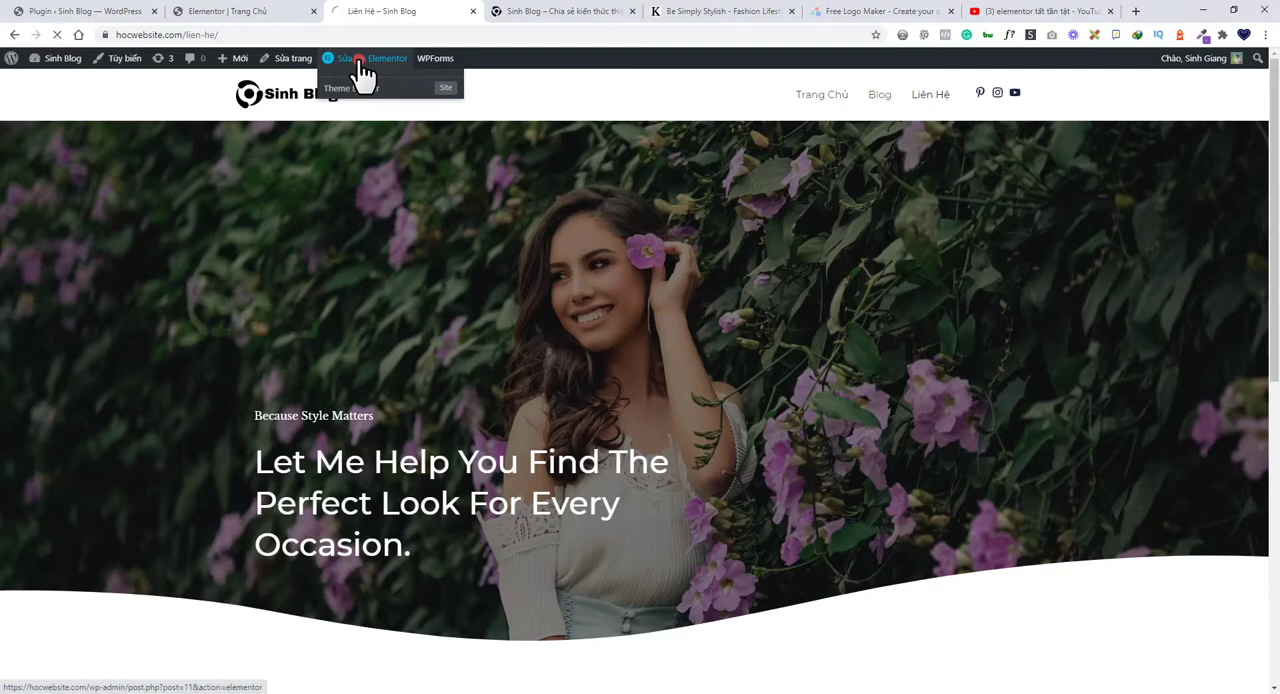 Plugin ‹ Sinh Blog — WordPress
Elementor | Trang Chủ
Liên Hệ – Sinh Blog
Sinh Blog – Chia sẻ kiến thức thi
Be Simply Stylish - Fashion Lifest
Free Logo Maker - Create your o
(3) elementor tất tần tật - YouTu
hocwebsite.com/lien-he/
Sinh Blog
Tùy biến
3
0
Mới
Sửa trang
Elementor
WPForms
Chào, Sinh Giang
Theme
Site
Sinh
Trang Chủ
Blog
Liên Hệ
Because Style Matters
Let Me Help You Find The
Perfect Look For Every
Occasion.
https://hocwebsite.com/wp-admin/post.php?post=11&action=elementor